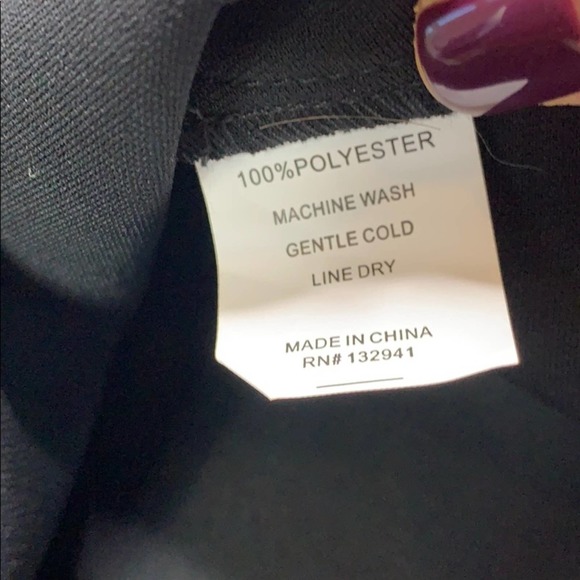 100%POLYESTER
MACHINE WASH
GENTLE COLD
LINE DRY
MADE IN CHINA
RN# 132941